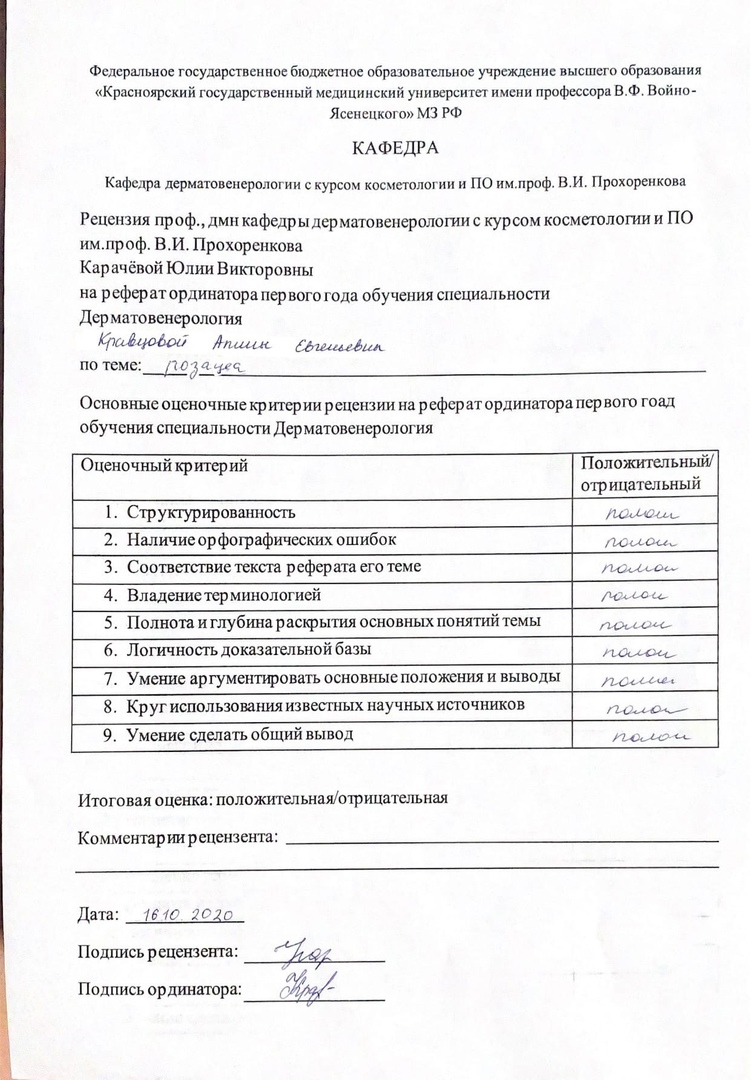 Федеральное государственное бюджетное образовательное учреждение высшего образования
«Красноярский государственный медицинский университет имени профессора В.Ф. Войно-
Ясенецкого» МЗ РФ
КАФЕДРА
Кафедра дерматовенерологии с курсом косметологии и ПО им.проф. В.И. Прохоренкова
Рецензия проф., дмн кафедры дерматовенерологии с курсом косметологии и ПО
им.проф. В.И. Прохоренкова
Карачёвой Юлии Викторовны
на реферат ординатора первого года обучения специальности
Дерматовенерология
Кравцовой
по теме: розацеа
Основные оценочные критерии рецензии на реферат ординатора первого гоад
обучения специальности Дерматовенерология
Оценочный критерий Положительный/
отрицательный
1. Структурированность полож
2. Наличие орфографических ошибок полож
3. Соответствие текста реферата его теме полож
4. Владение терминологией полож
5. Полнота и глубина раскрытия основных понятий темы полож
6. Логичность доказательной базы полож
7. Умение аргументировать основные положения и выводы полож
8. Круг использования известных научных источников полож
9. Умение сделать общий вывод полож
Итоговая оценка: положительная/отрицательная
Комментарии рецензента:
Дата: 16.10.2020
Подпись рецензента:
Подпись ординатора: